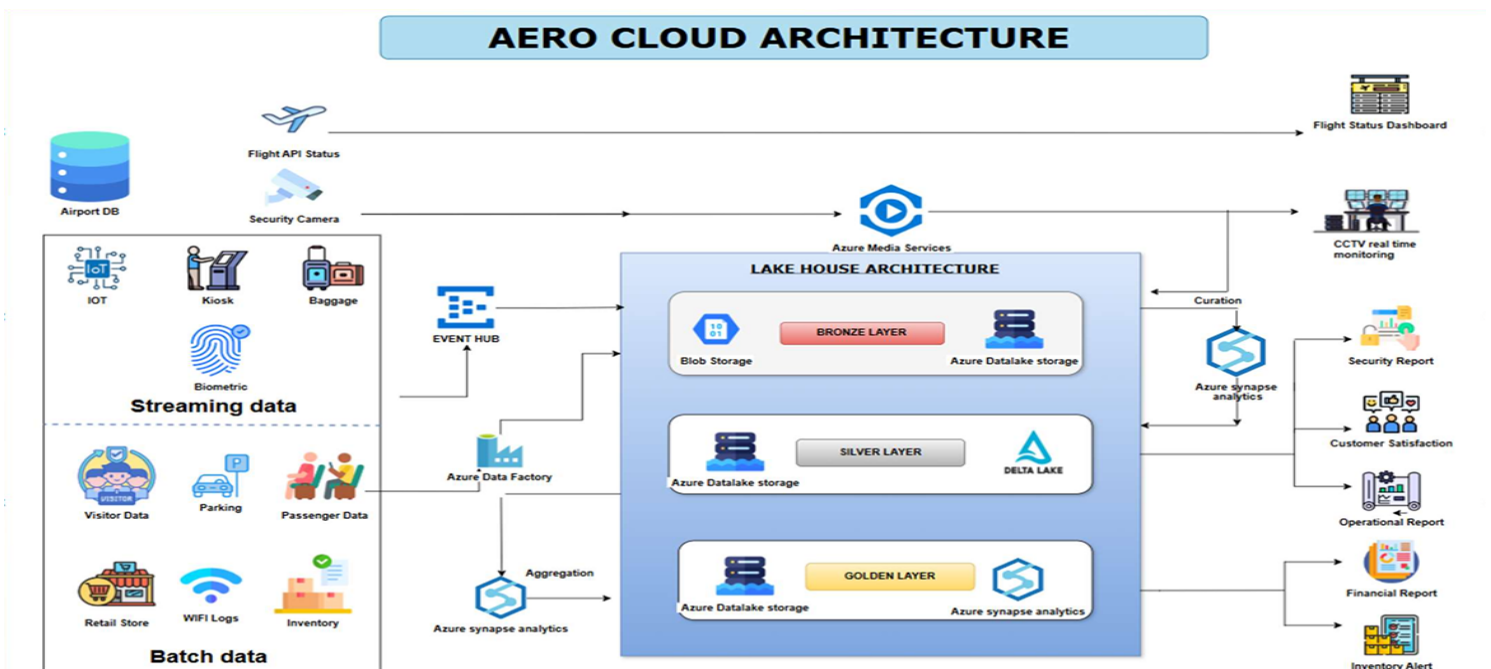 AERO CLOUD ARCHITECTURE
Flight Status Dashboard
Flight API Status
Airport DB
Security Camera
Azure Media Services
CCTV real time
monitoring
LAKE HOUSE ARCHITECTURE
IoT
IOT
Kiosk
Baggage
EVENT HUB
Curation
10
01
BRONZE LAYER
Blob Storage
Azure Datalake storage
Security Report
Biometric
Azure synapse
analytics
Streaming data
Customer Satisfaction
SILVER LAYER
DELTA LAKE
Azure Datalake storage
Azure Data Factory
P
VISITOR
Visitor Data
Parking
Passenger Data
Operational Report
Aggregation
GOLDEN LAYER
Azure Datalake storage
Azure synapse analytics
Financial Report
Retail Store
WIFI Logs
Inventory
Azure synapse analytics
Batch data
Inventory Alert